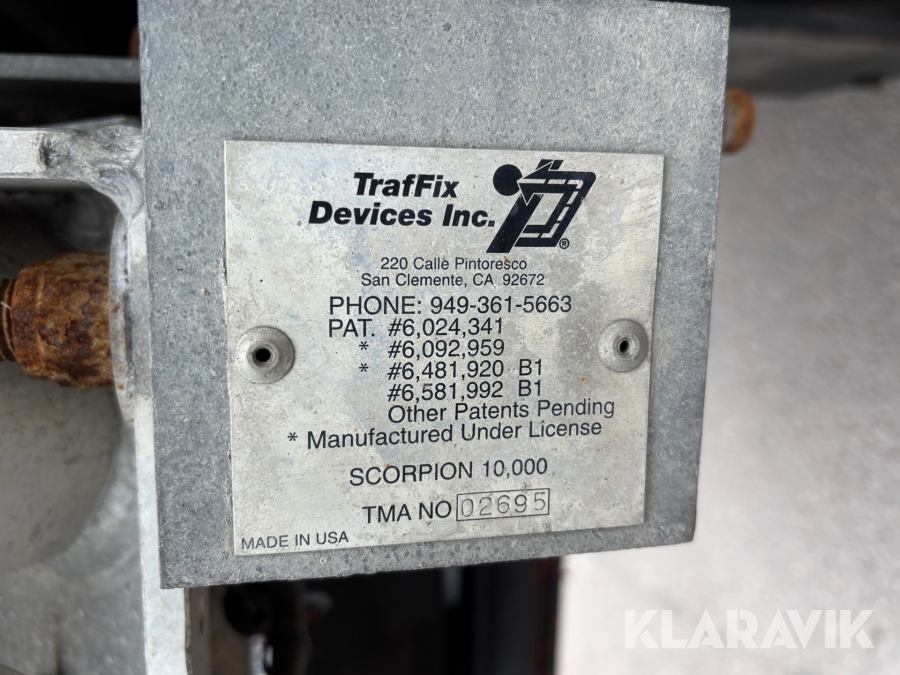 TrafFix
Devices Inc.
®
220 Calle Pintoresco
San Clemente, CA 92672
PHONE: 949-361-5663
PAT. #6,024,341
* #6,092,959
* #6,481,920 B1
#6,581,992 B1
Other Patents Pending
* Manufactured Under License
SCORPION 10,000
TMA NO 02695
MADE IN USA
KLARAVIK